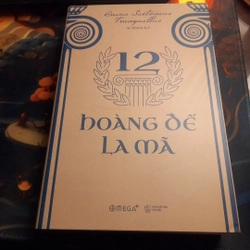 Gaius Suetonius Tranquillus
12
HOÀNG ĐẾ
LA MÃ
OMEGA+